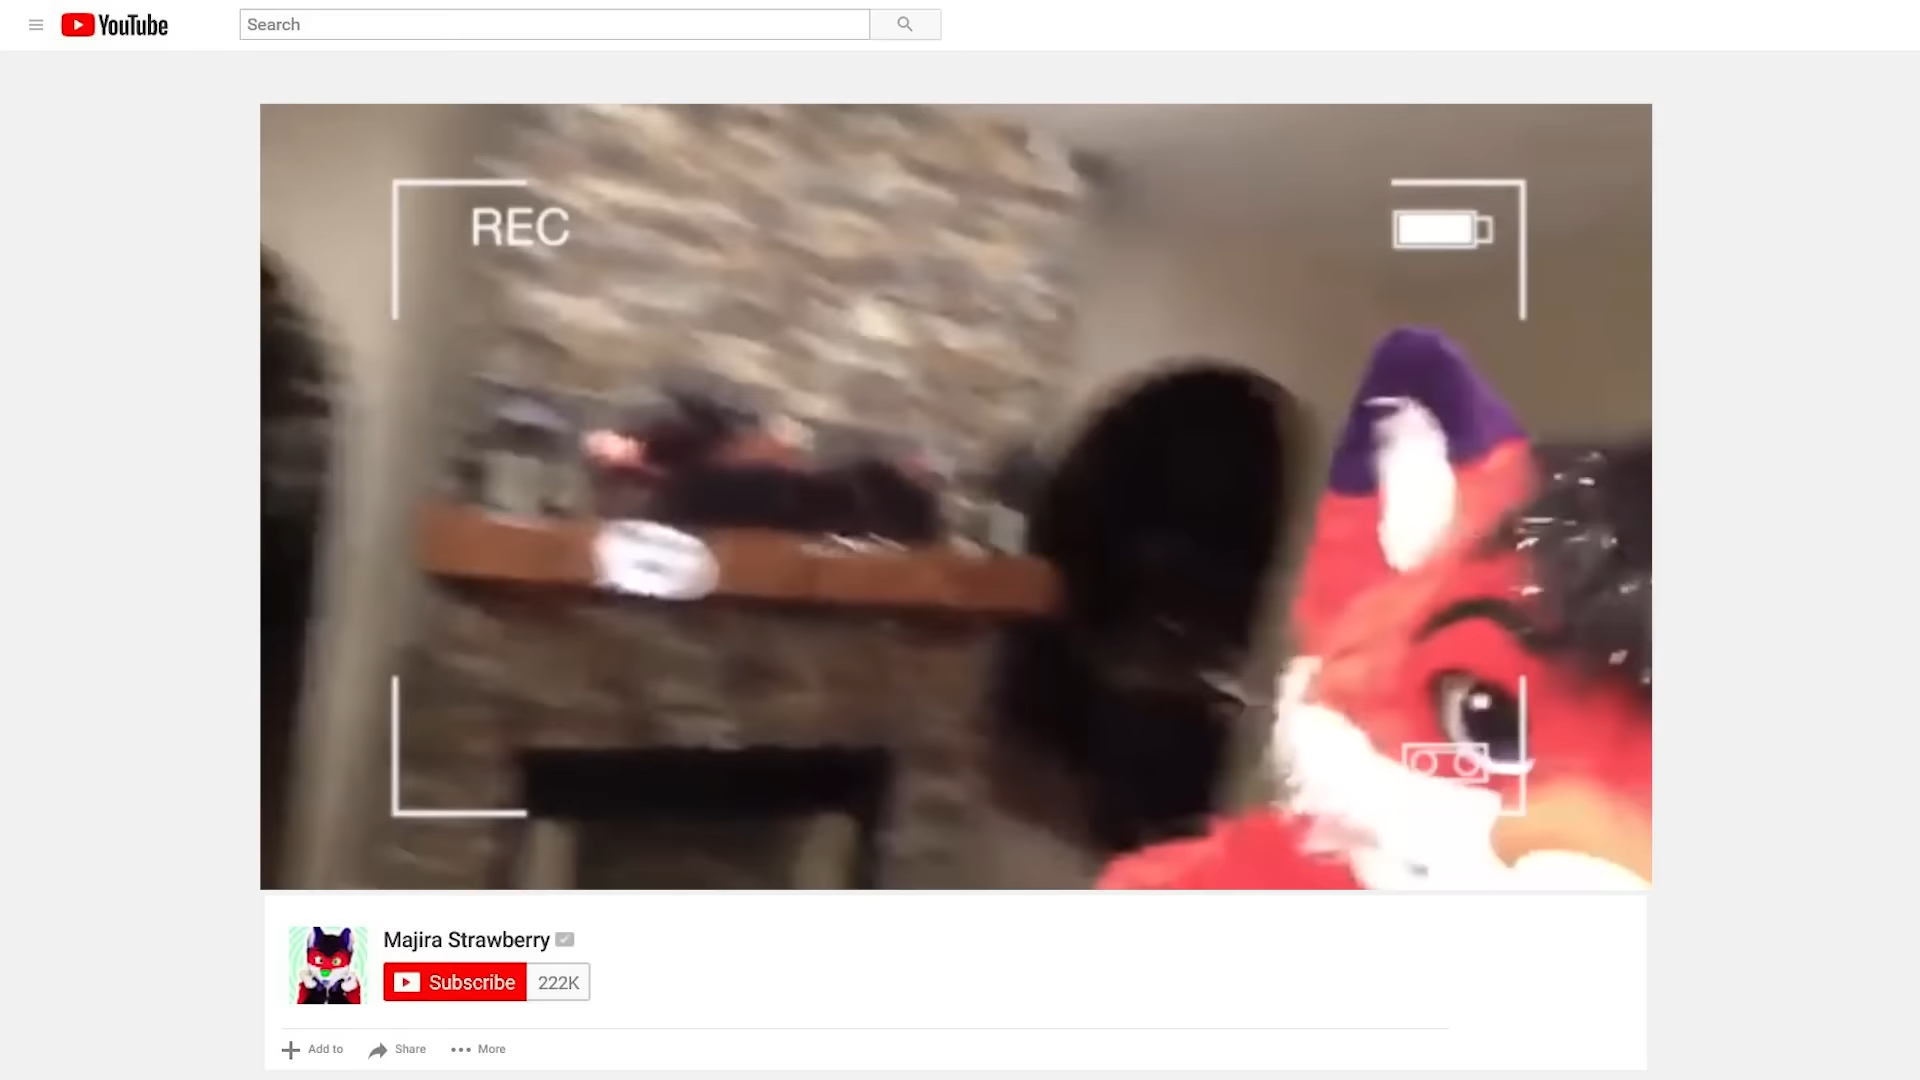 YouTube
Search
REC
Majira Strawberry
Subscribe 222K
Add to Share More